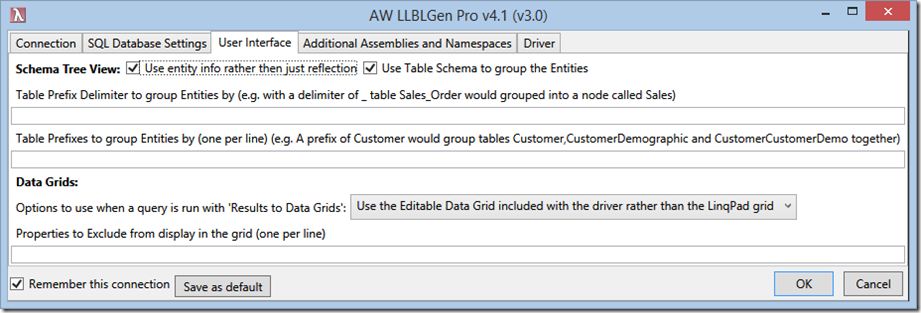 AW LLBLGen Pro v4.1 (v3.0)
Connection SQL Database Settings User Interface Additional Assemblies and Namespaces Driver
Schema Tree View: Use entity info rather then just reflection Use Table Schema to group the Entities
Table Prefix Delimiter to group Entities by (e.g. with a delimiter of _ table Sales_Order would grouped into a node called Sales)
Table Prefixes to group Entities by (one per line) (e.g. A prefix of Customer would group tables Customer,CustomerDemographic and CustomerCustomerDemo together)
Data Grids:
Options to use when a query is run with 'Results to Data Grids': Use the Editable Data Grid included with the driver rather than the LinqPad grid
Properties to Exclude from display in the grid (one per line)
Remember this connection Save as default OK Cancel